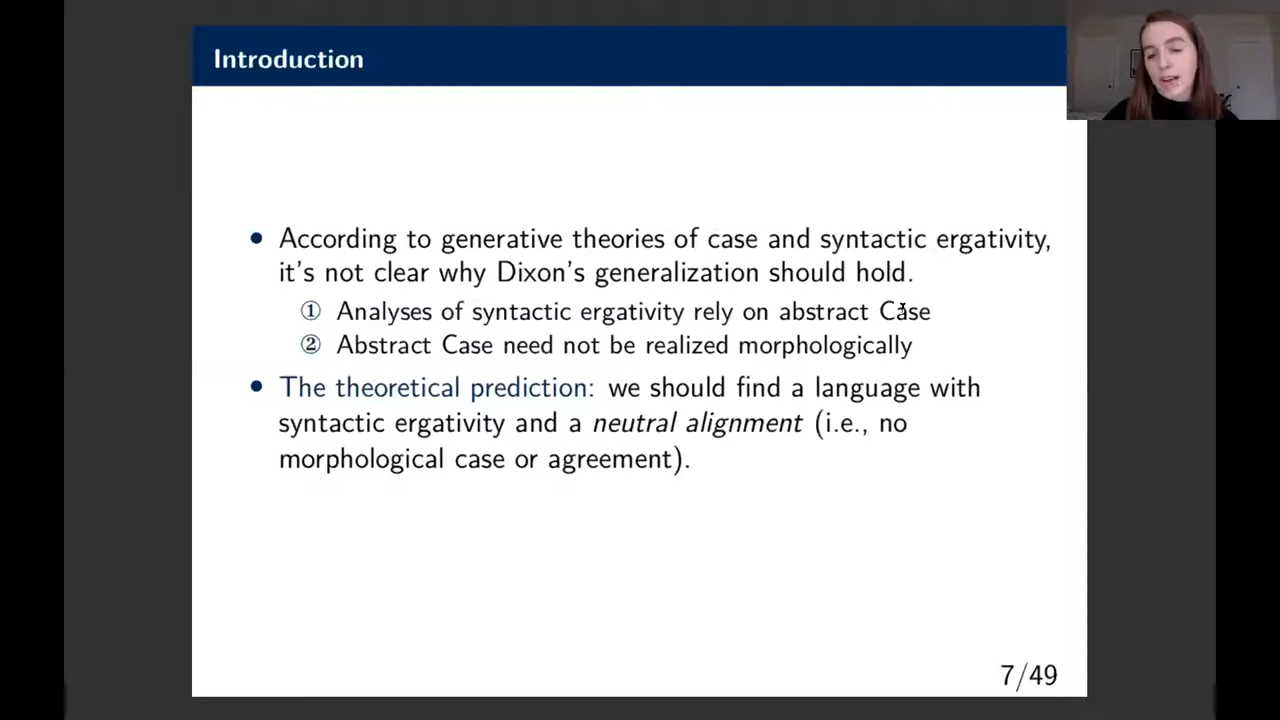 Introduction
• According to generative theories of case and syntactic ergativity,
it's not clear why Dixon's generalization should hold.
① Analyses of syntactic ergativity rely on abstract Case
② Abstract Case need not be realized morphologically
• The theoretical prediction: we should find a language with
syntactic ergativity and a neutral alignment (i.e., no
morphological case or agreement).
7/49